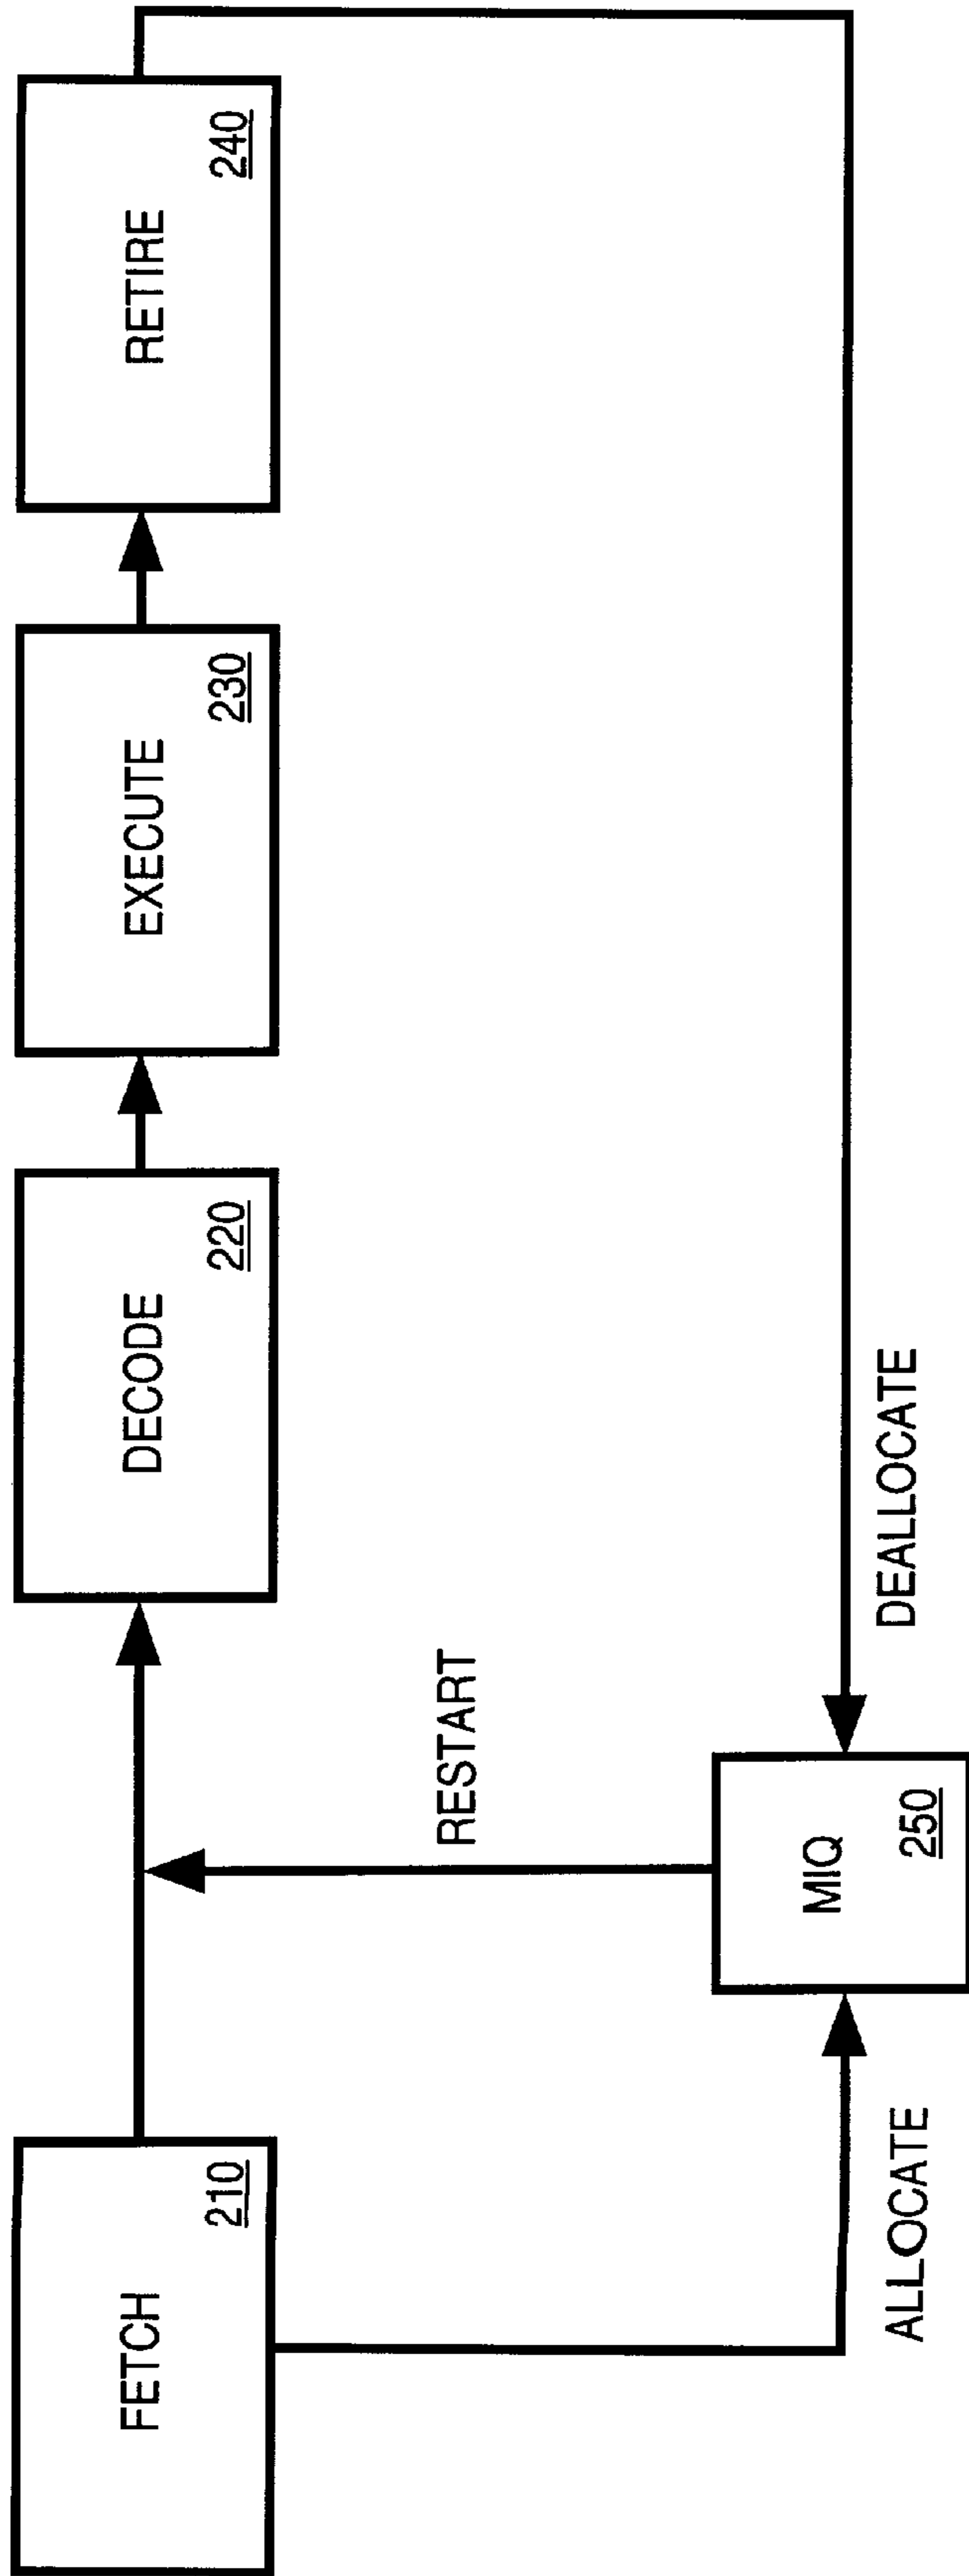 FETCH
210
DECODE
220
EXECUTE
230
RETIRE
240
RESTART
MIQ
250
ALLOCATE
DEALLOCATE